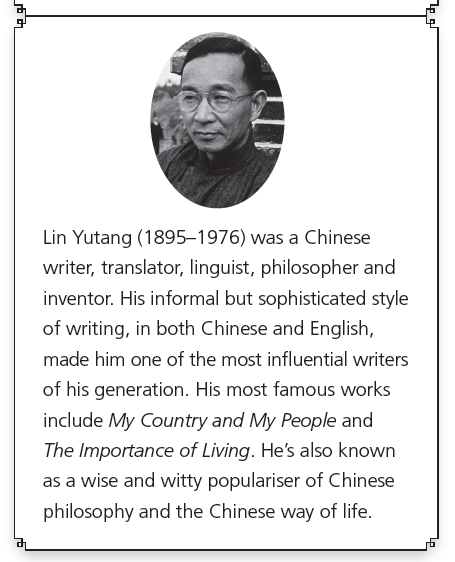 Lin Yutang (1895–1976) was a Chinese
writer, translator, linguist, philosopher and
inventor. His informal but sophisticated style
of writing, in both Chinese and English,
made him one of the most influential writers
of his generation. His most famous works
include My Country and My People and
The Importance of Living. He’s also known
as a wise and witty populariser of Chinese
philosophy and the Chinese way of life.